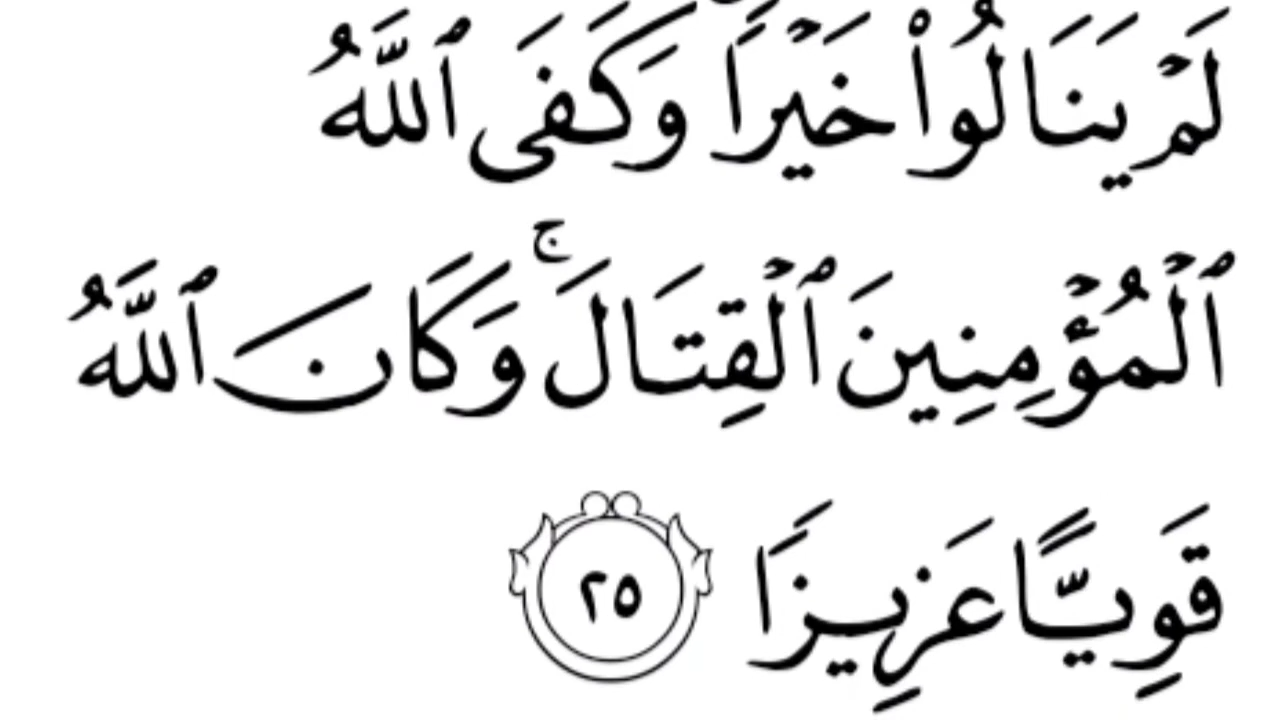 لَمْ يَنَالُوا۟ خَيْرًا ۚ وَكَفَى ٱللَّهُ
ٱلْمُؤْمِنِينَ ٱلْقِتَالَ ۚ وَكَانَ ٱللَّهُ
قَوِيًّا عَزِيزًا ٢٥